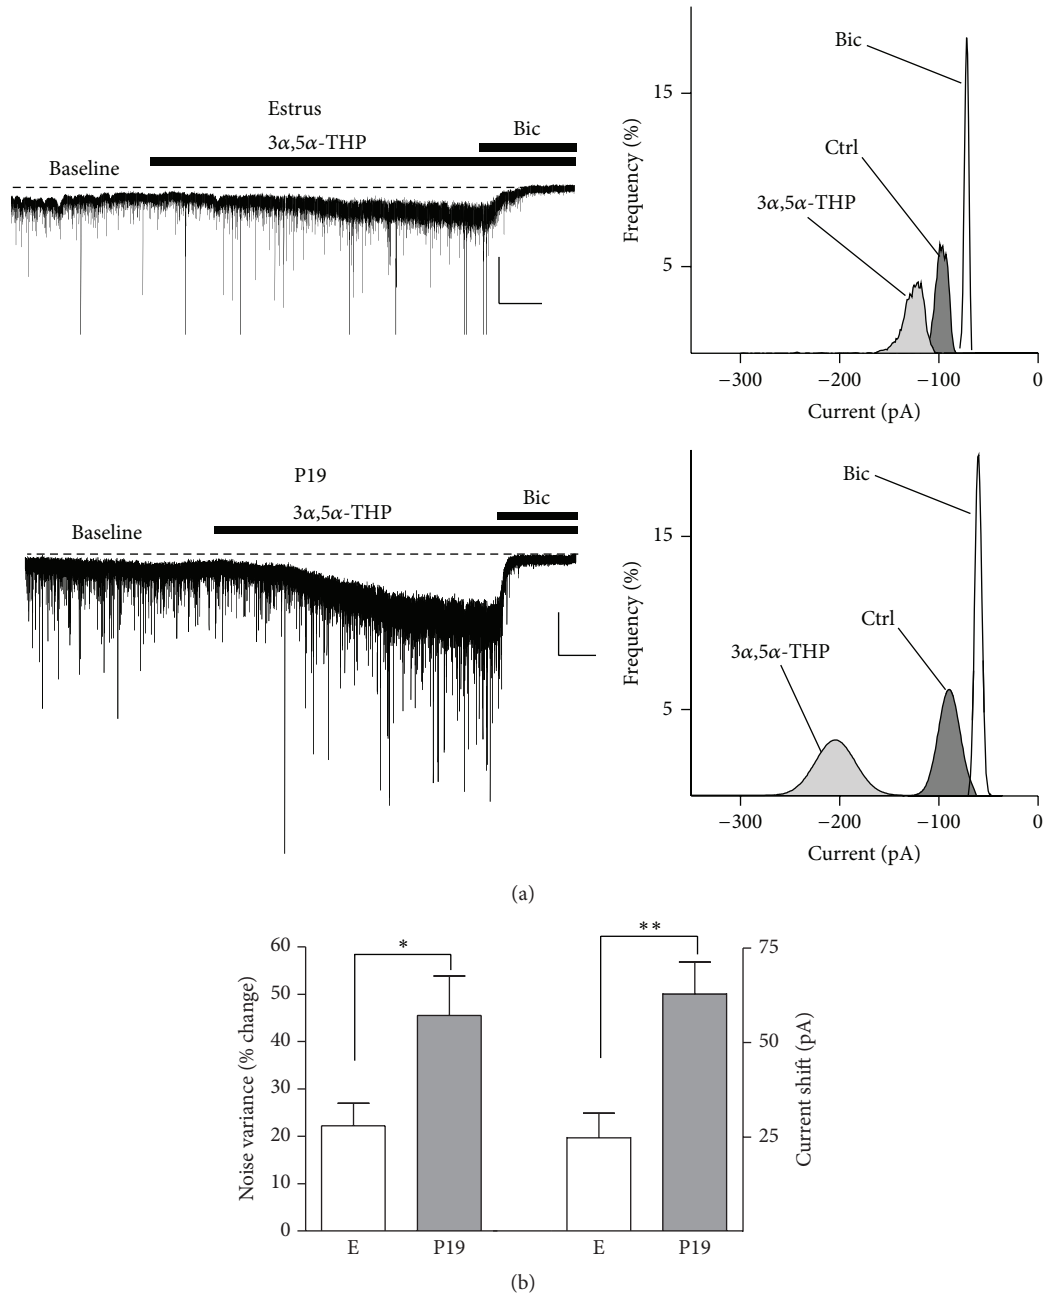 Estrus
3α,5α-THP
Bic
Baseline
Bic
Ctrl
3α,5α-THP
15
5
Frequency (%)
−300
−200
−100
0
Current (pA)
P19
3α,5α-THP
Bic
Baseline
Bic
Ctrl
3α,5α-THP
15
5
Frequency (%)
−300
−200
−100
0
Current (pA)
(a)
60
50
40
30
20
10
0
Noise variance (% change)
*
**
75
50
25
Current shift (pA)
E
P19
E
P19
(b)